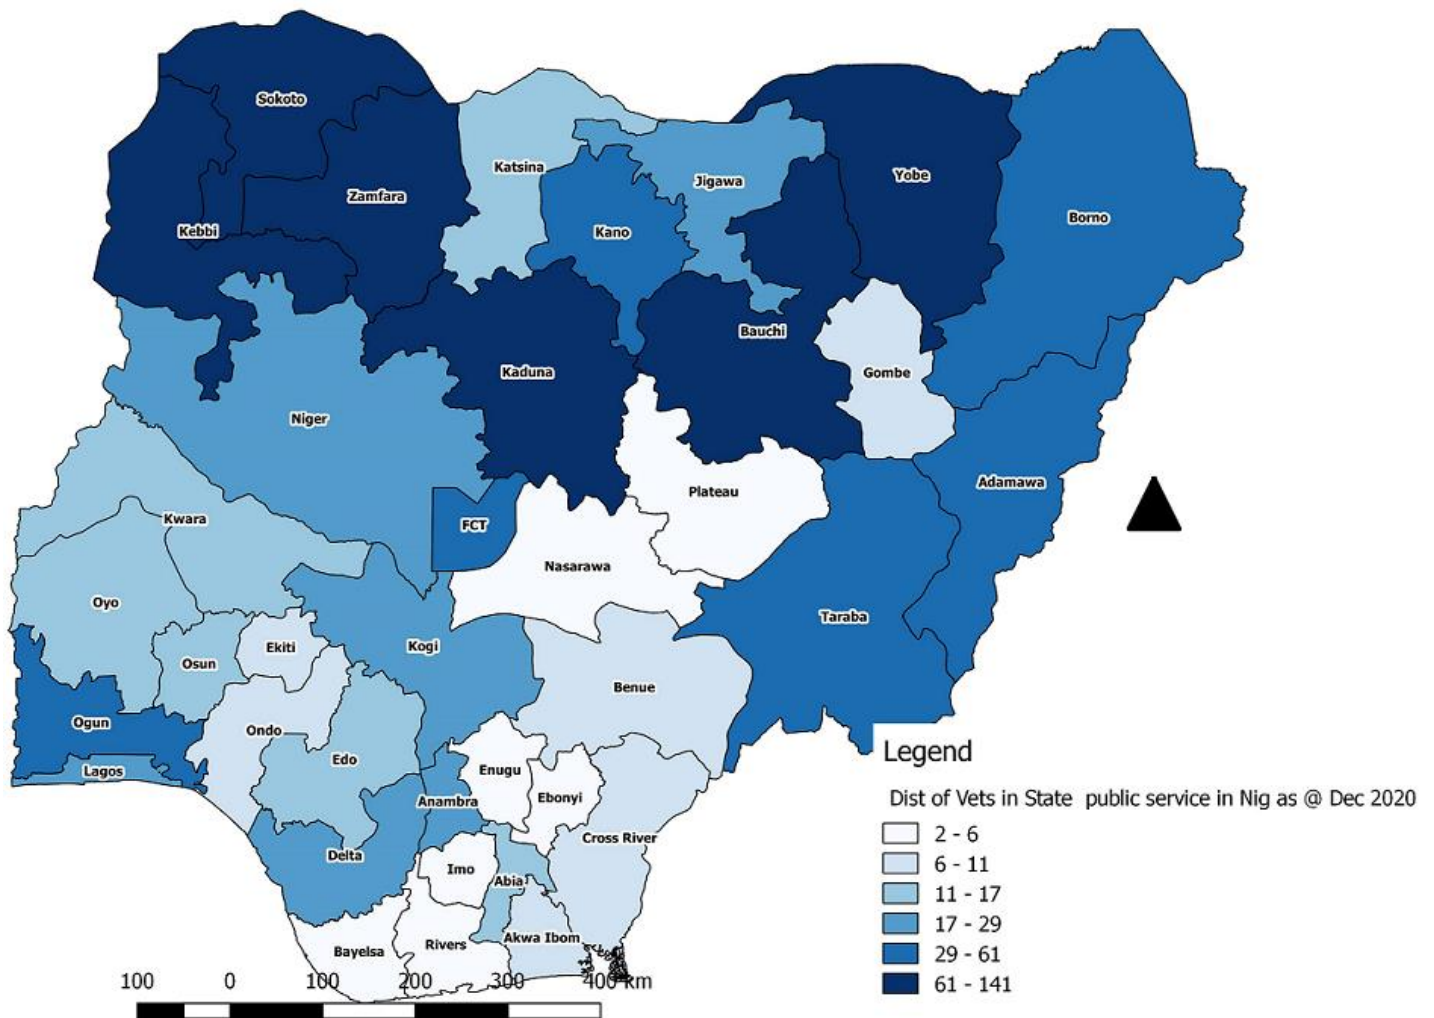 Sokoto
Katsina
Zamfara
Jigawa
Yobe
Borno
Kebbi
Kano
Bauchi
Kaduna
Gombe
Niger
Adamawa
Plateau
Kwara
FCT
Nasarawa
Oyo
Taraba
Ekiti
Kogi
Osun
Benue
Ogun
Ondo
Edo
Lagos
Enugu
Anambra
Ebonyi
Cross River
Delta
Imo
Abia
Akwa Ibom
Rivers
Bayelsa
Legend
Dist of Vets in State public service in Nig as @ Dec 2020
2 - 6
6 - 11
11 - 17
17 - 29
29 - 61
61 - 141
100 0 100 200 300 400 km